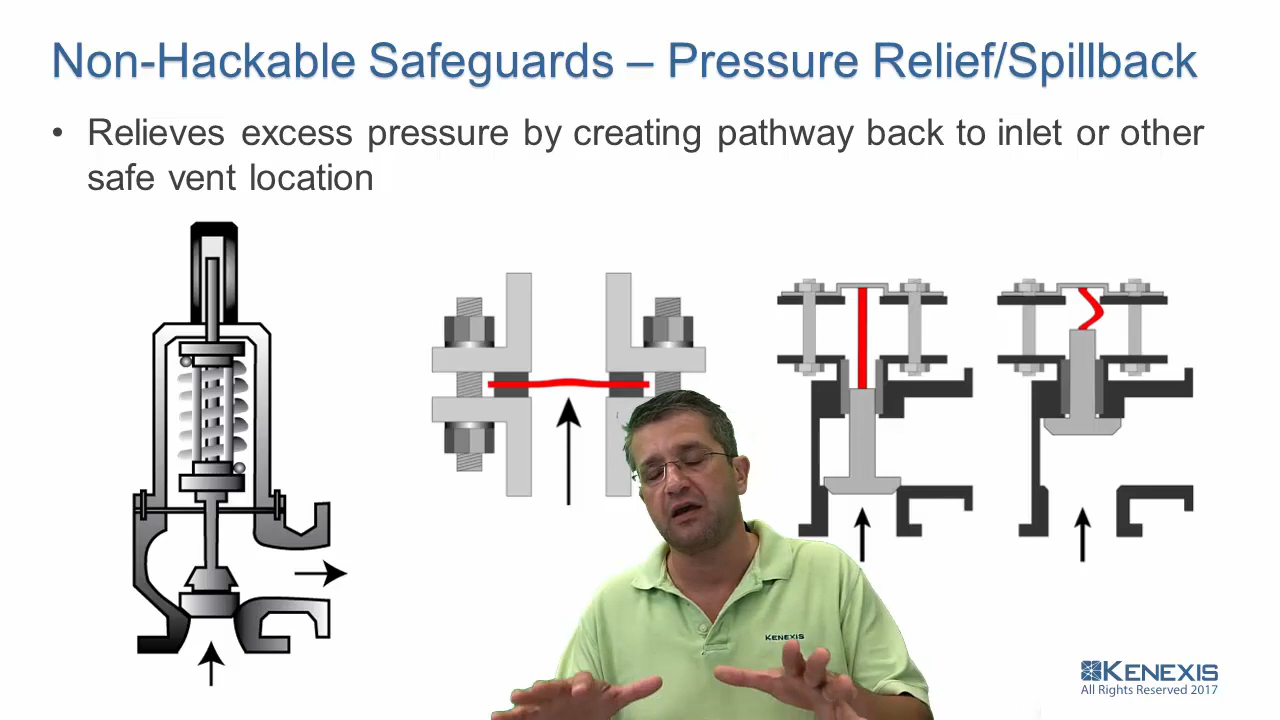 Non-Hackable Safeguards – Pressure Relief/Spillback
• Relieves excess pressure by creating pathway back to inlet or other
safe vent location
KENEXIS
KENEXIS
All Rights Reserved 2017